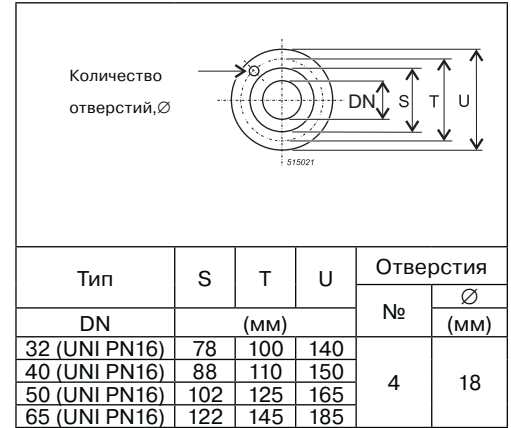 Количество
отверстий,∅
DN S T U
515021
Тип S T U Отверстия
№ ∅
DN (мм) (мм)
32 (UNI PN16) 78 100 140 4 18
40 (UNI PN16) 88 110 150
50 (UNI PN16) 102 125 165
65 (UNI PN16) 122 145 185